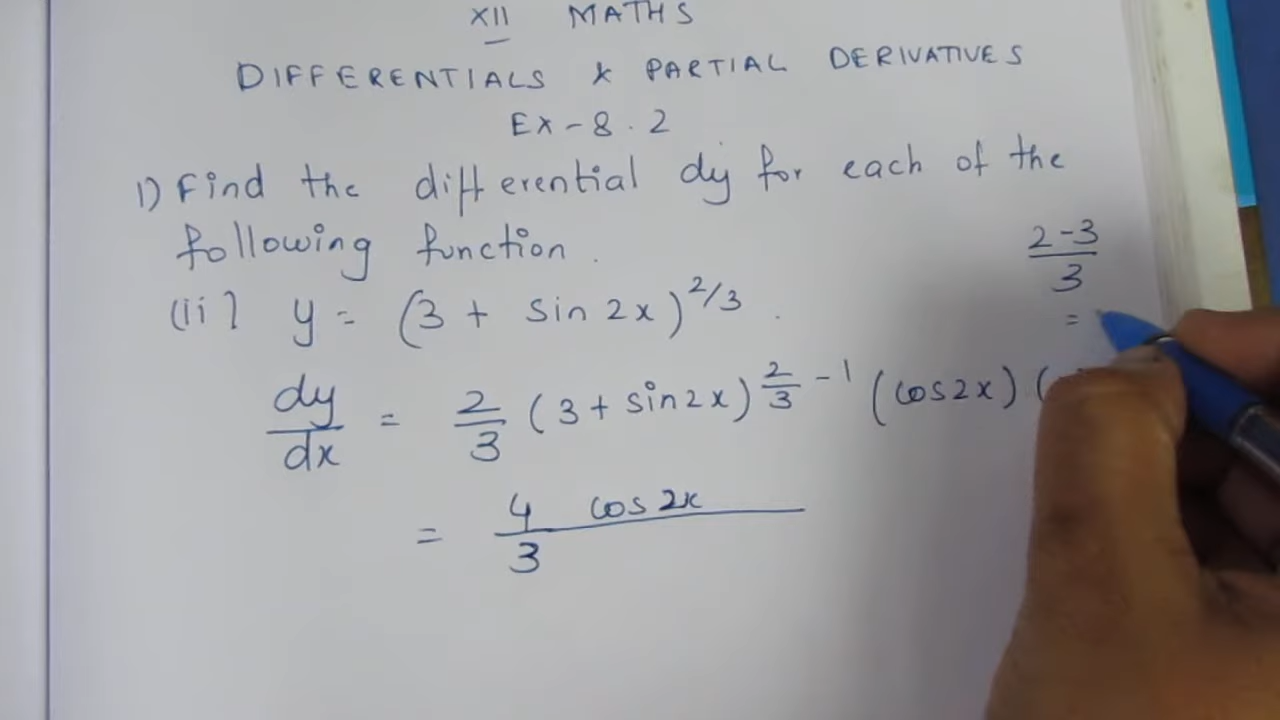 XII MATHS
DIFFERENTIALS & PARTIAL DERIVATIVES
EX-8.2
1) Find the differential dy for each of the
following function.
(ii) y = (3 + sin 2x)^2/3.
2-3
3
=
dy/dx = 2/3 (3 + sin2x)^2/3 - 1 (cos2x) (
= 4 cos 2x
3